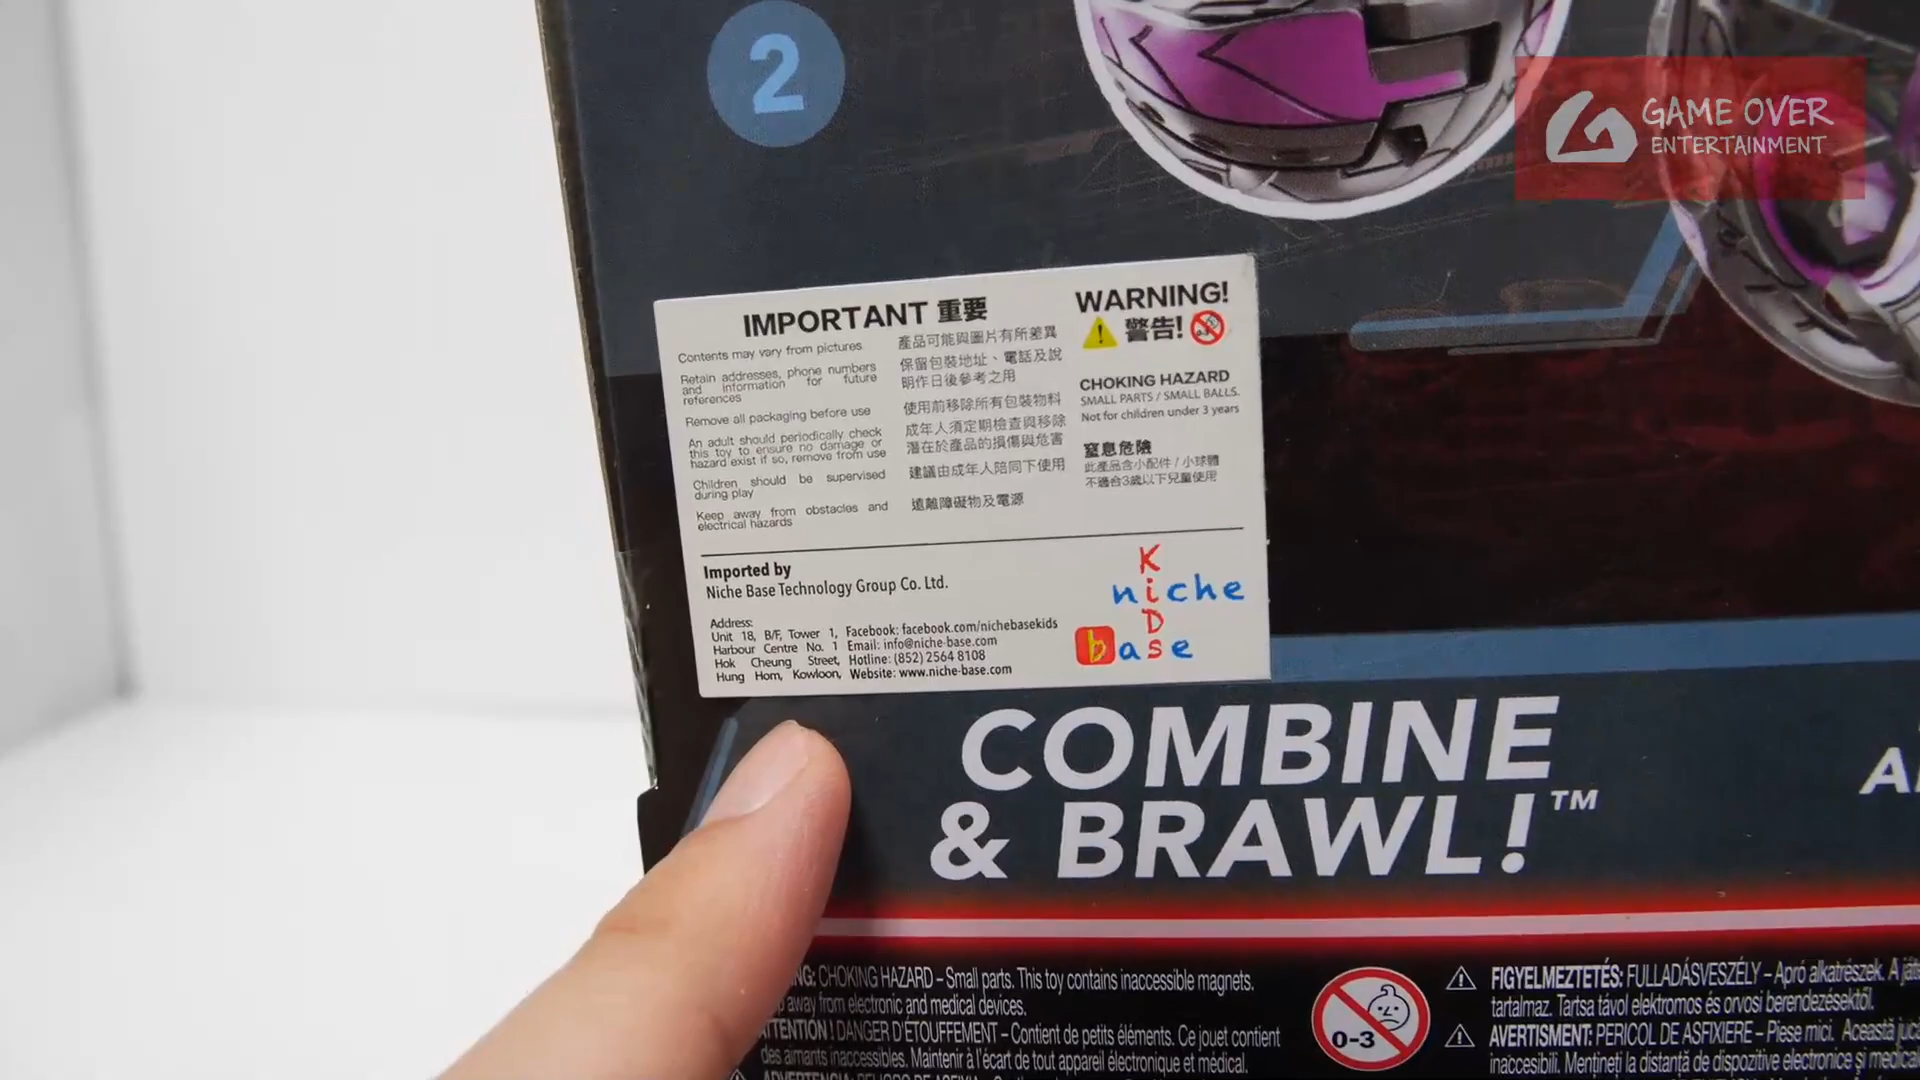 2
GAME OVER
ENTERTAINMENT
IMPORTANT 重要
Contents may vary from pictures
Retain addresses, phone numbers
and information for future
references
Remove all packaging before use
An adult should periodically check
this toy to ensure no damage or
hazard exist if so, remove from use
Children should be supervised
during play
Keep away from obstacles and
electrical hazards
產品可能與圖片有所差異
保留包裝地址、電話及說
明作日後參考之用
使用前移除所有包裝物料
成年人須定期檢查與移除
潛在於產品的損傷與危害
建議由成年人陪同下使用
遠離障礙物及電源
WARNING!
警告!
CHOKING HAZARD
SMALL PARTS / SMALL BALLS.
Not for children under 3 years
窒息危險
此產品含小配件 / 小球體
不適合3歲以下兒童使用
Imported by
Niche Base Technology Group Co. Ltd.
Address:
Unit 18, B/F, Tower 1,
Harbour Centre No. 1
Hok Cheung Street,
Hung Hom, Kowloon,
Facebook: facebook.com/nichebasekids
Email: info@niche-base.com
Hotline: (852) 2564 8108
Website: www.niche-base.com
K
niche
D
base
COMBINE
& BRAWL!™
CHOKING HAZARD – Small parts. This toy contains inaccessible magnets.
away from electronic and medical devices.
DANGER D'ÉTOUFFEMENT – Contient de petits éléments. Ce jouet contient
des aimants inaccessibles. Maintenir à l'écart de tout appareil électronique et médical.
0-3
FIGYELMEZTETÉS: FULLADÁSVESZÉLY – Apró alkatrészek. A
tartalmaz. Tartsa távol elektromos és orvosi berendezésektől.
AVERTISMENT: PERICOL DE ASFIXIERE – Piese mici. Această
inaccesibili. Mențineți la distanță de dispozitive electronice și